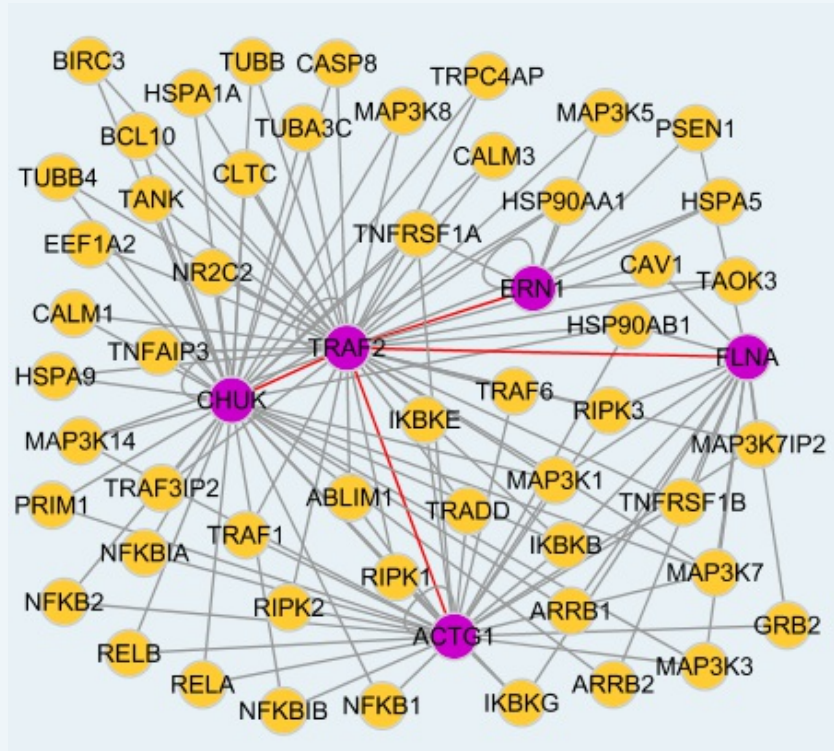 BIRC3
TUBB
CASP8
TRPC4AP
HSPA1A
MAP3K8
MAP3K5
BCL10
TUBA3C
PSEN1
CALM3
TUBB4
CLTC
TANK
HSP90AA1
HSPA5
TNFRSF1A
EEF1A2
NR2C2
CAV1
ERN1
TAOK3
CALM1
HSP90AB1
TNFAIP3
TRAF2
FLNA
HSPA9
CHUK
TRAF6
RIPK3
IKBKE
MAP3K14
MAP3K7IP2
MAP3K1
TRAF3IP2
ABLIM1
PRIM1
TRADD
TNFRSF1B
TRAF1
NFKBIA
IKBKB
RIPK1
MAP3K7
NFKB2
RIPK2
ARRB1
GRB2
ACTG1
RELB
MAP3K3
RELA
ARRB2
NFKBIB
NFKB1
IKBKG